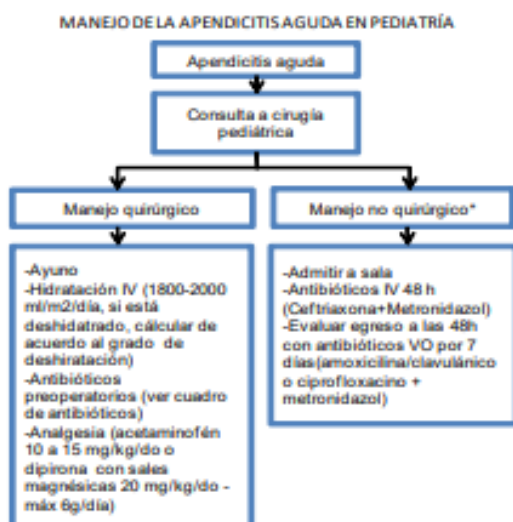 MANEJO DE LA APENDICITIS AGUDA EN PEDIATRÍA
Apendicitis aguda
Consulta a cirugía
pediátrica
Manejo quirúrgico
Manejo no quirúrgico*
-Ayuno
-Hidratación IV (1800-2000
ml/m2/día, si está
deshidratado, cálcular de
acuerdo al grado de
deshiratación)
-Antibióticos
preoperatorios (ver cuadro
de antibióticos)
-Analgesia (acetaminofén
10 a 15 mg/kg/do o
dipirona con sales
magnésicas 20 mg/kg/do -
máx 6g/día)
-Admitir a sala
-Antibióticos IV 48 h
(Ceftriaxona+Metronidazol)
-Evaluar egreso a las 48h
con antibióticos VO por 7
días(amoxicilina/clavulánico
o ciprofloxacino +
metronidazol)